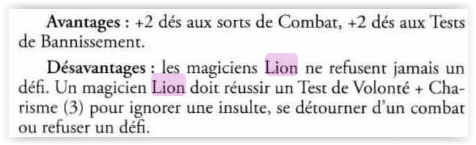 Avantages : +2 dés aux sorts de Combat, +2 dés aux Tests
de Bannissement.
Désavantages : les magiciens Lion ne refusent jamais un
défi. Un magicien Lion doit réussir un Test de Volonté + Cha-
risme (3) pour ignorer une insulte, se détourner d'un combat
ou refuser un défi.